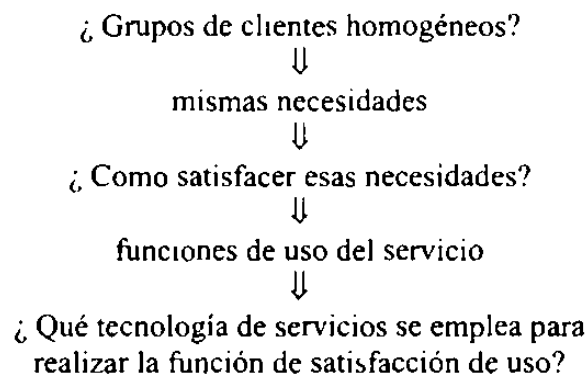 ¿ Grupos de clientes homogéneos?
⇓
mismas necesidades
⇓
¿ Como satisfacer esas necesidades?
⇓
funciones de uso del servicio
⇓
¿ Qué tecnología de servicios se emplea para
realizar la función de satisfacción de uso?